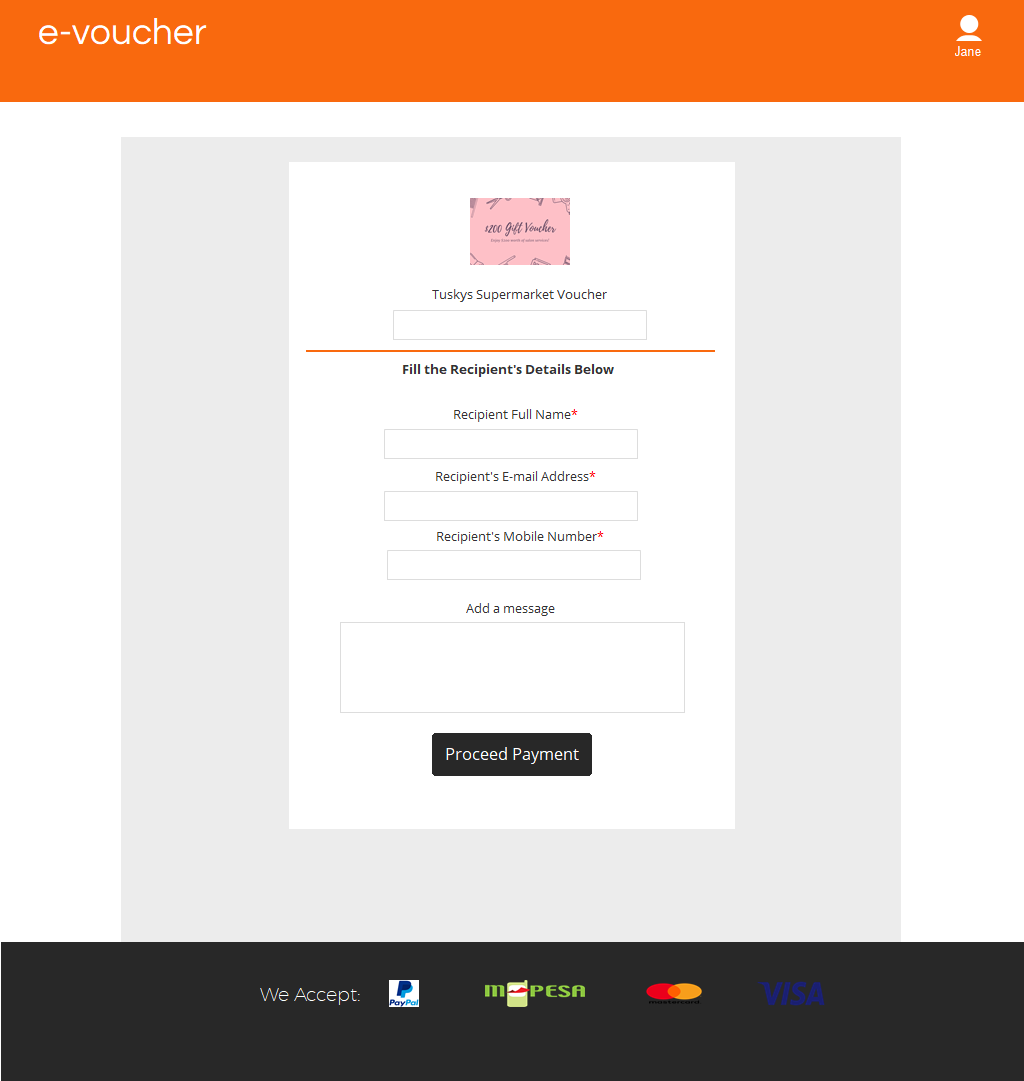 e-voucher
Jane
$200 Gift Voucher
Tuskys Supermarket Voucher
Fill the Recipient's Details Below
Recipient Full Name*
Recipient's E-mail Address*
Recipient's Mobile Number*
Add a message
Proceed Payment
We Accept:
PayPal
M PESA
mastercard
VISA